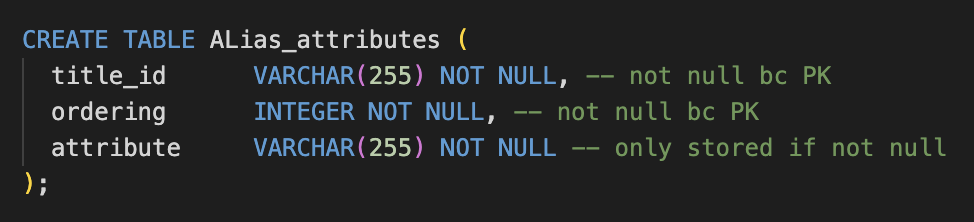 CREATE TABLE ALias_attributes (
title_id VARCHAR(255) NOT NULL, -- not null bc PK
ordering INTEGER NOT NULL, -- not null bc PK
attribute VARCHAR(255) NOT NULL -- only stored if not null
);